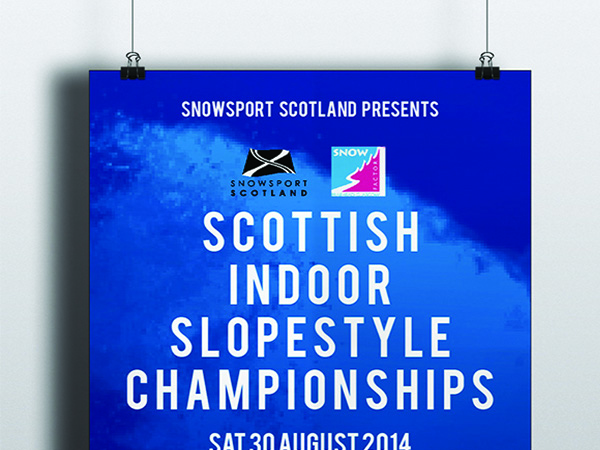 SNOWSPORT SCOTLAND PRESENTS
SNOWSPORT
SCOTLAND
SNOW
FACTOR
SCOTTISH
INDOOR
SLOPESTYLE
CHAMPIONSHIPS
SAT 30 AUGUST 2014